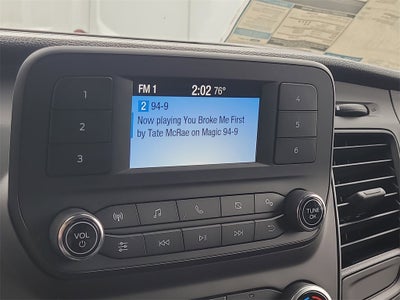 FM 1 2:02 76°
2 94-9
Now playing You Broke Me First
by Tate McRae on Magic 94-9
1
2
3
4
5
6
VOL
TUNE
OK